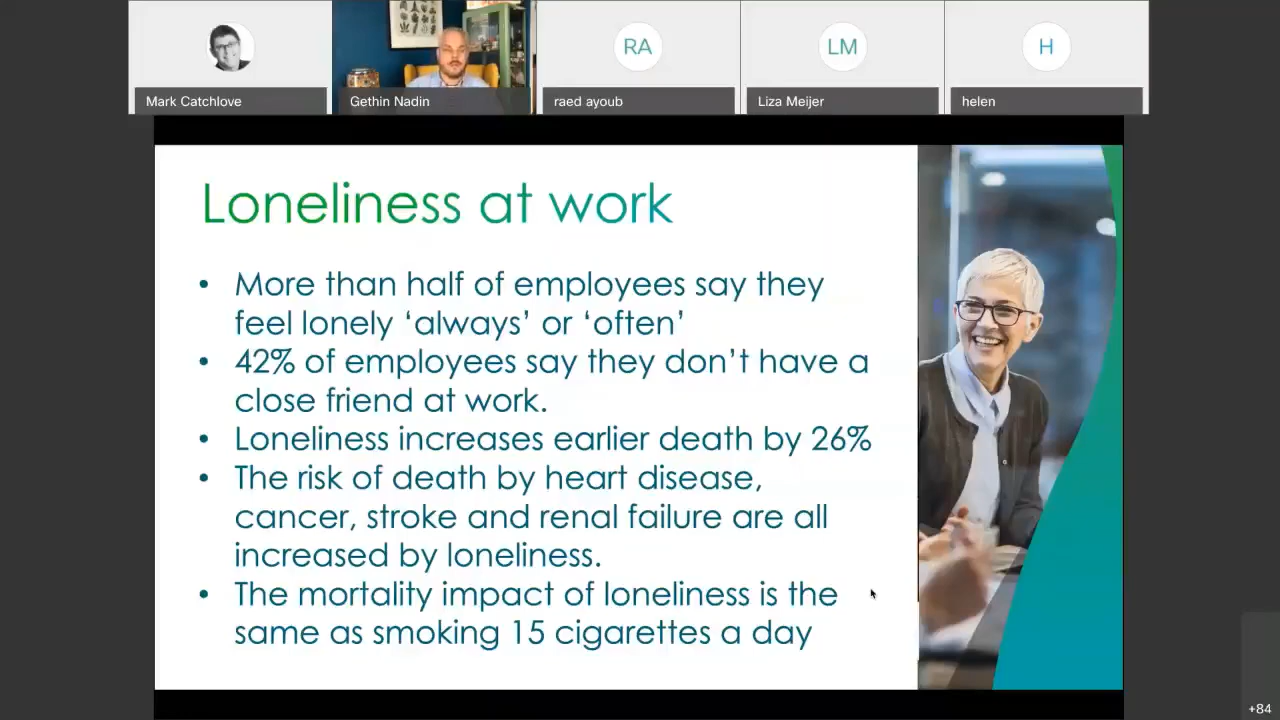 RA
LM
H
Mark Catchlove
Gethin Nadin
raed ayoub
Liza Meijer
helen
Loneliness at work
• More than half of employees say they
feel lonely ‘always’ or ‘often’
• 42% of employees say they don’t have a
close friend at work.
• Loneliness increases earlier death by 26%
• The risk of death by heart disease,
cancer, stroke and renal failure are all
increased by loneliness.
• The mortality impact of loneliness is the
same as smoking 15 cigarettes a day
+84